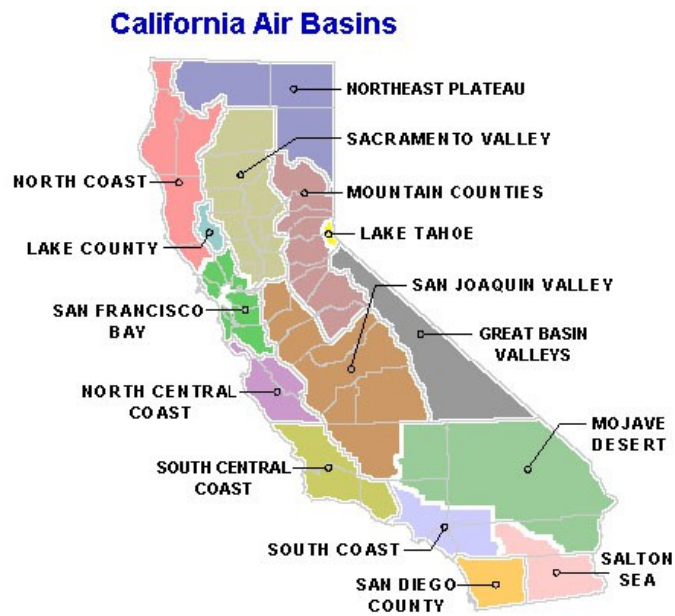 California Air Basins
NORTHEAST PLATEAU
SACRAMENTO VALLEY
NORTH COAST
MOUNTAIN COUNTIES
LAKE COUNTY
LAKE TAHOE
SAN JOAQUIN VALLEY
SAN FRANCISCO
BAY
GREAT BASIN
VALLEYS
NORTH CENTRAL
COAST
MOJAVE
DESERT
SOUTH CENTRAL
COAST
SOUTH COAST
SALTON
SEA
SAN DIEGO
COUNTY